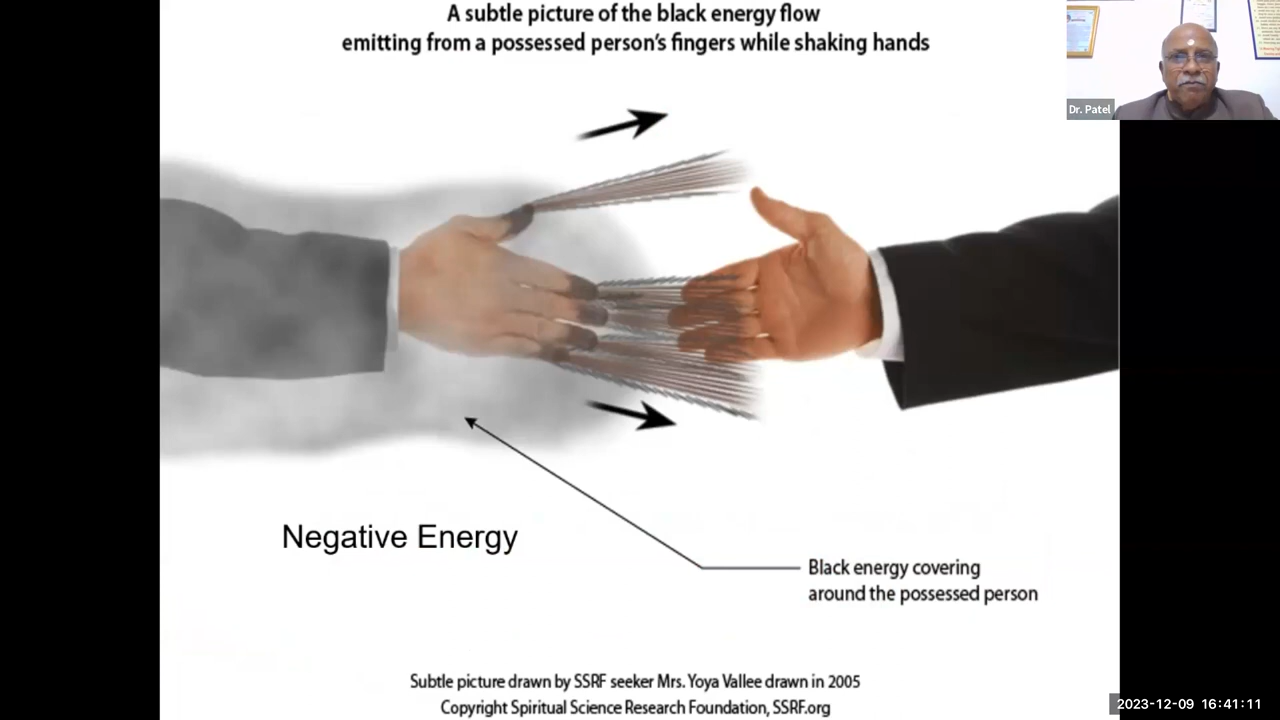 A subtle picture of the black energy flow
emitting from a possessed person's fingers while shaking hands
Dr. Patel
Negative Energy
Black energy covering
around the possessed person
Subtle picture drawn by SSRF seeker Mrs. Yoya Vallee drawn in 2005
Copyright Spiritual Science Research Foundation, SSRF.org
2023-12-09 16:41:11